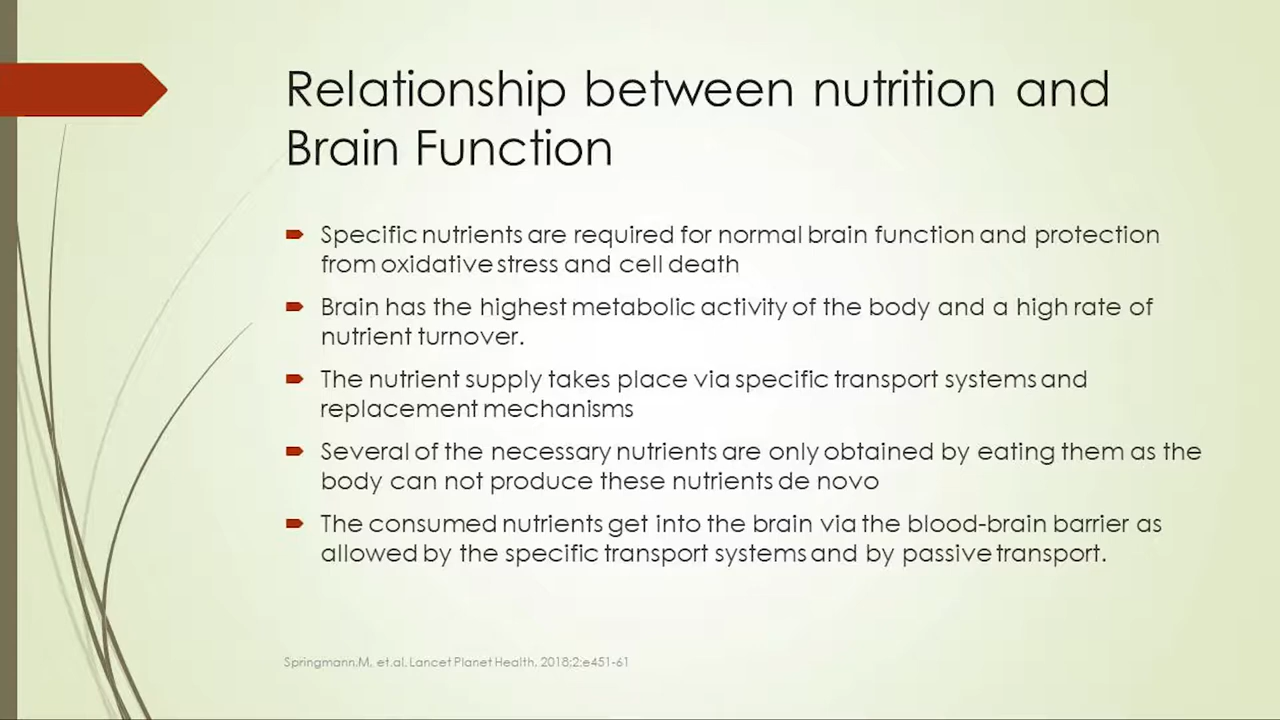 Relationship between nutrition and
Brain Function
Specific nutrients are required for normal brain function and protection
from oxidative stress and cell death
Brain has the highest metabolic activity of the body and a high rate of
nutrient turnover.
The nutrient supply takes place via specific transport systems and
replacement mechanisms
Several of the necessary nutrients are only obtained by eating them as the
body can not produce these nutrients de novo
The consumed nutrients get into the brain via the blood-brain barrier as
allowed by the specific transport systems and by passive transport.
Springmann.M, et.al. Lancet Planet Health, 2018;2:e451-61